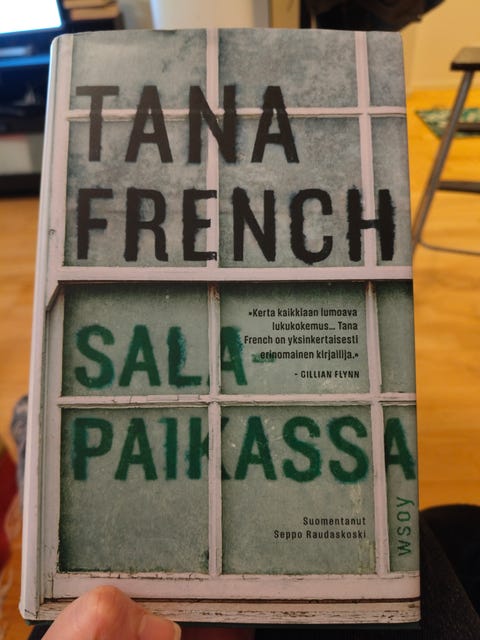 TANA
FRENCH
»Kerta kaikkiaan lumoava
lukukokemus... Tana
French on yksinkertaisesti
erinomainen kirjailija.«
- GILLIAN FLYNN
SALA-
PAIKASSA
Suomentanut
Seppo Raudaskoski
wsoy